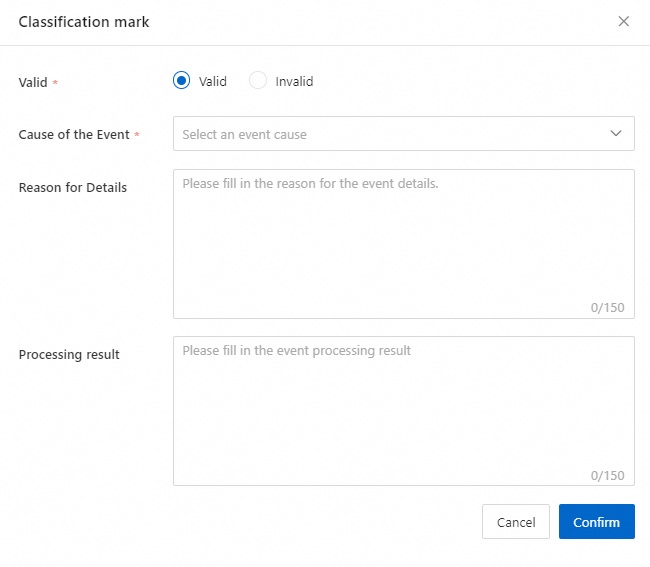 Classification mark
Valid * Valid Invalid
Cause of the Event * Select an event cause
Reason for Details Please fill in the reason for the event details.
0/150
Processing result Please fill in the event processing result
0/150
Cancel Confirm